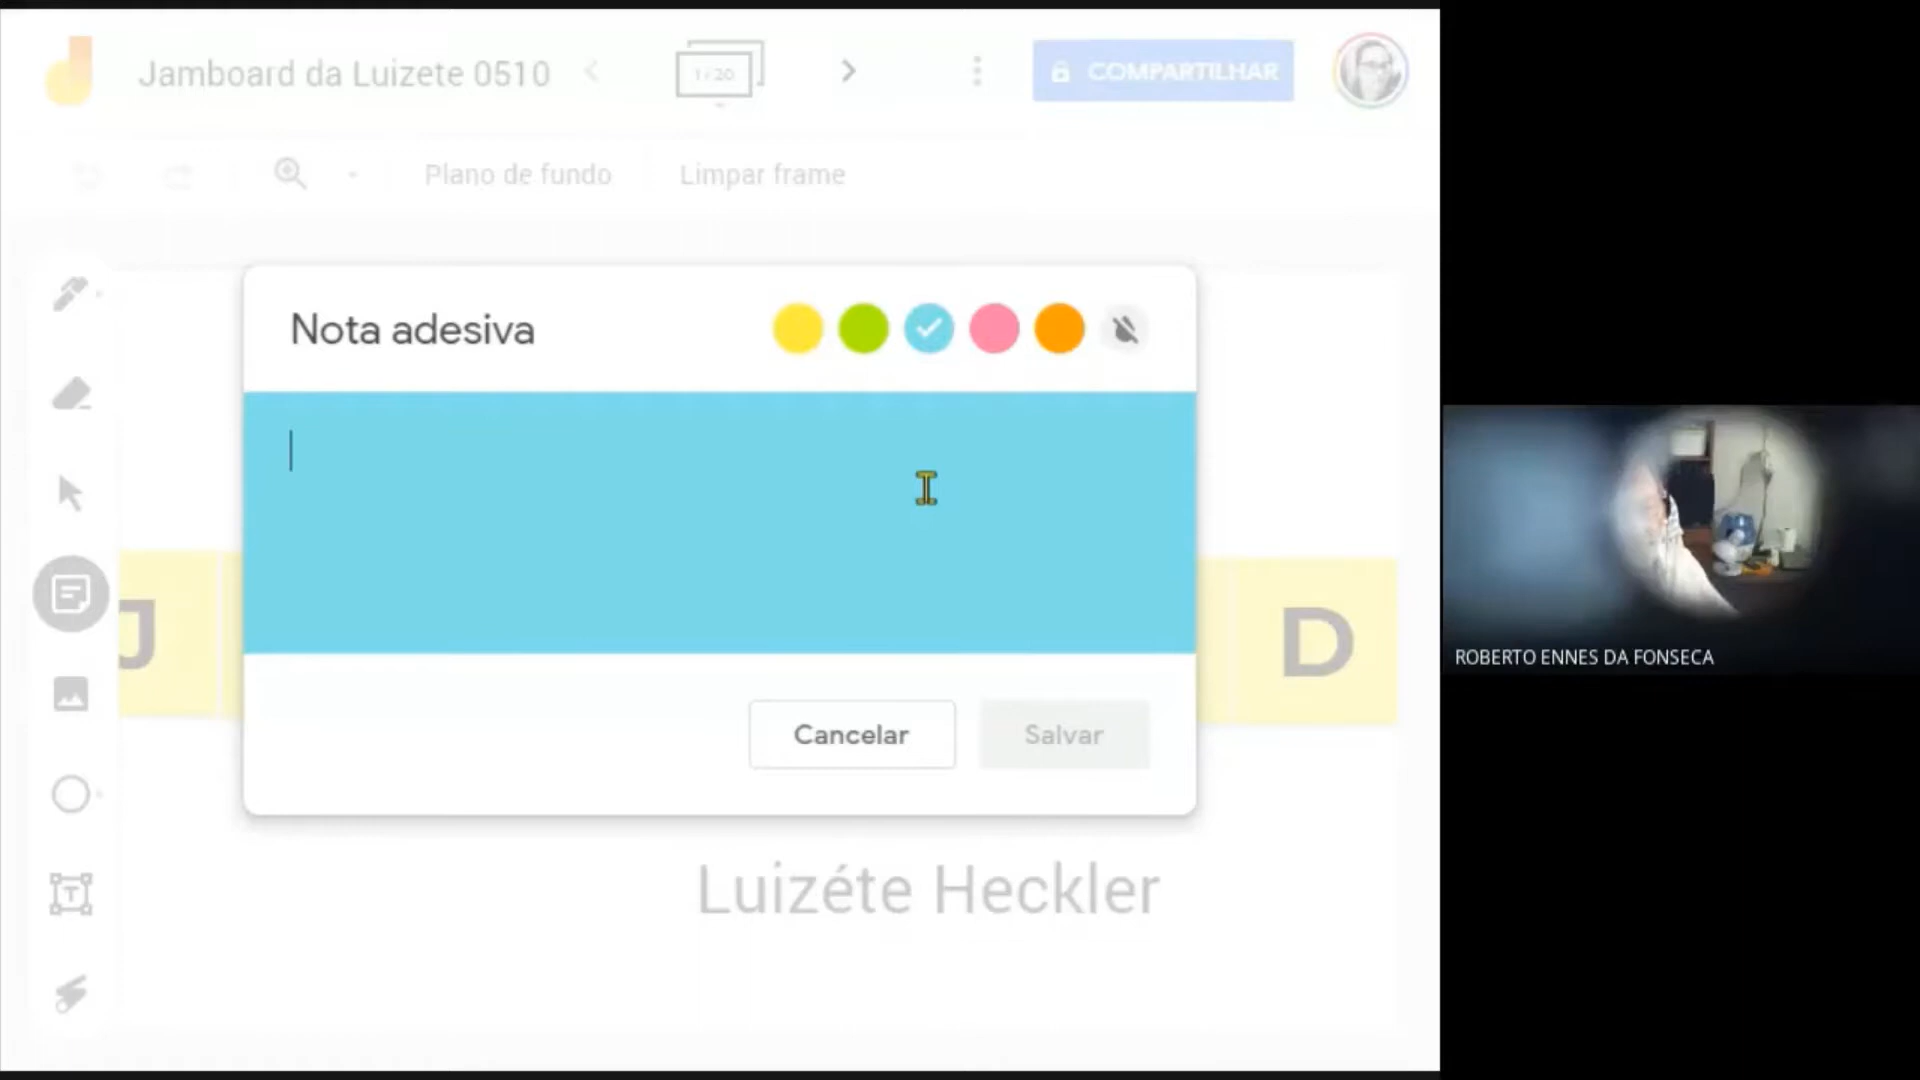 Jamboard da Luizete 0510
1 / 20
COMPARTILHAR
Plano de fundo
Limpar frame
Nota adesiva
J
D
Cancelar
Salvar
Luizéte Heckler
ROBERTO ENNES DA FONSECA